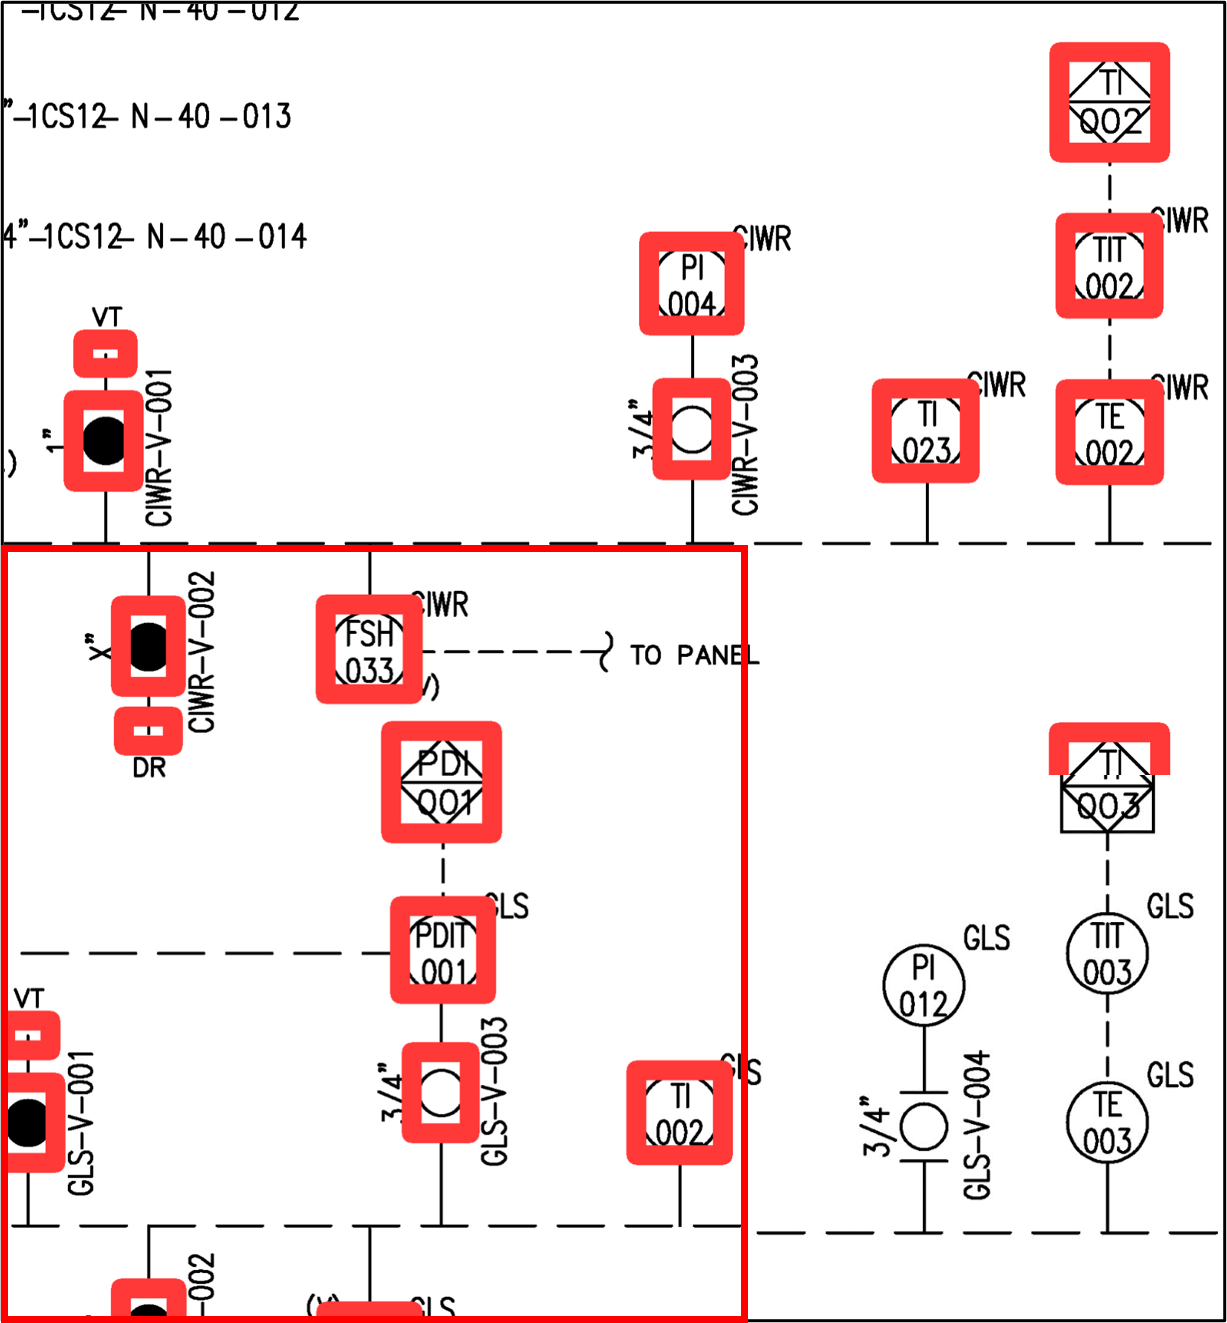 –1CS12– N–40–012
”–1CS12– N–40–013
4”–1CS12– N–40–014
TI
002
CIWR
TIT
002
CIWR
PI
004
VT
1”
CIWR–V–001
)
3/4”
CIWR–V–003
CIWR
TI
023
CIWR
TE
002
X”
CIWR–V–002
DR
CIWR
FSH
033
V)
TO PANEL
PDI
001
TI
003
GLS
PDIT
001
GLS
TIT
003
GLS
PI
012
VT
GLS–V–001
3/4”
GLS–V–003
GLS
TI
002
3/4”
GLS–V–004
GLS
TE
003
–002
(V)
GLS